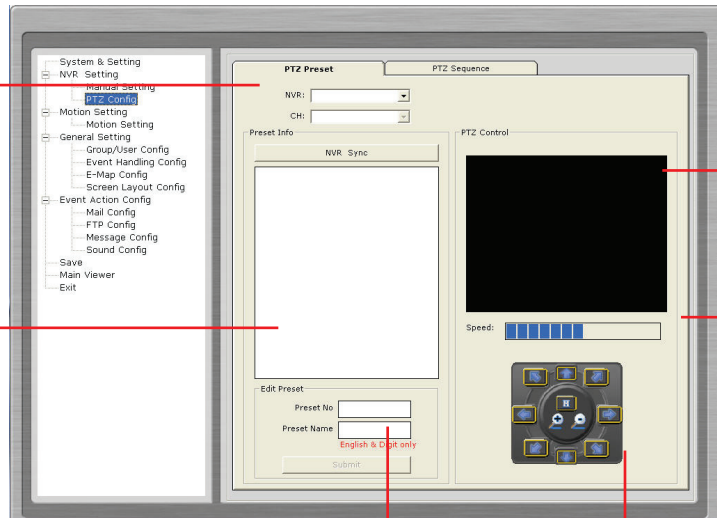 System & Setting
NVR Setting
Manual Setting
PTZ Config
Motion Setting
Motion Setting
General Setting
Group/User Config
Event Handling Config
E-Map Config
Screen Layout Config
Event Action Config
Mail Config
FTP Config
Message Config
Sound Config
Save
Main Viewer
Exit
PTZ Preset
PTZ Sequence
NVR:
CH:
Preset Info
NVR Sync
Edit Preset
Preset No
Preset Name
English & Digit only
Submit
PTZ Control
Speed:
H